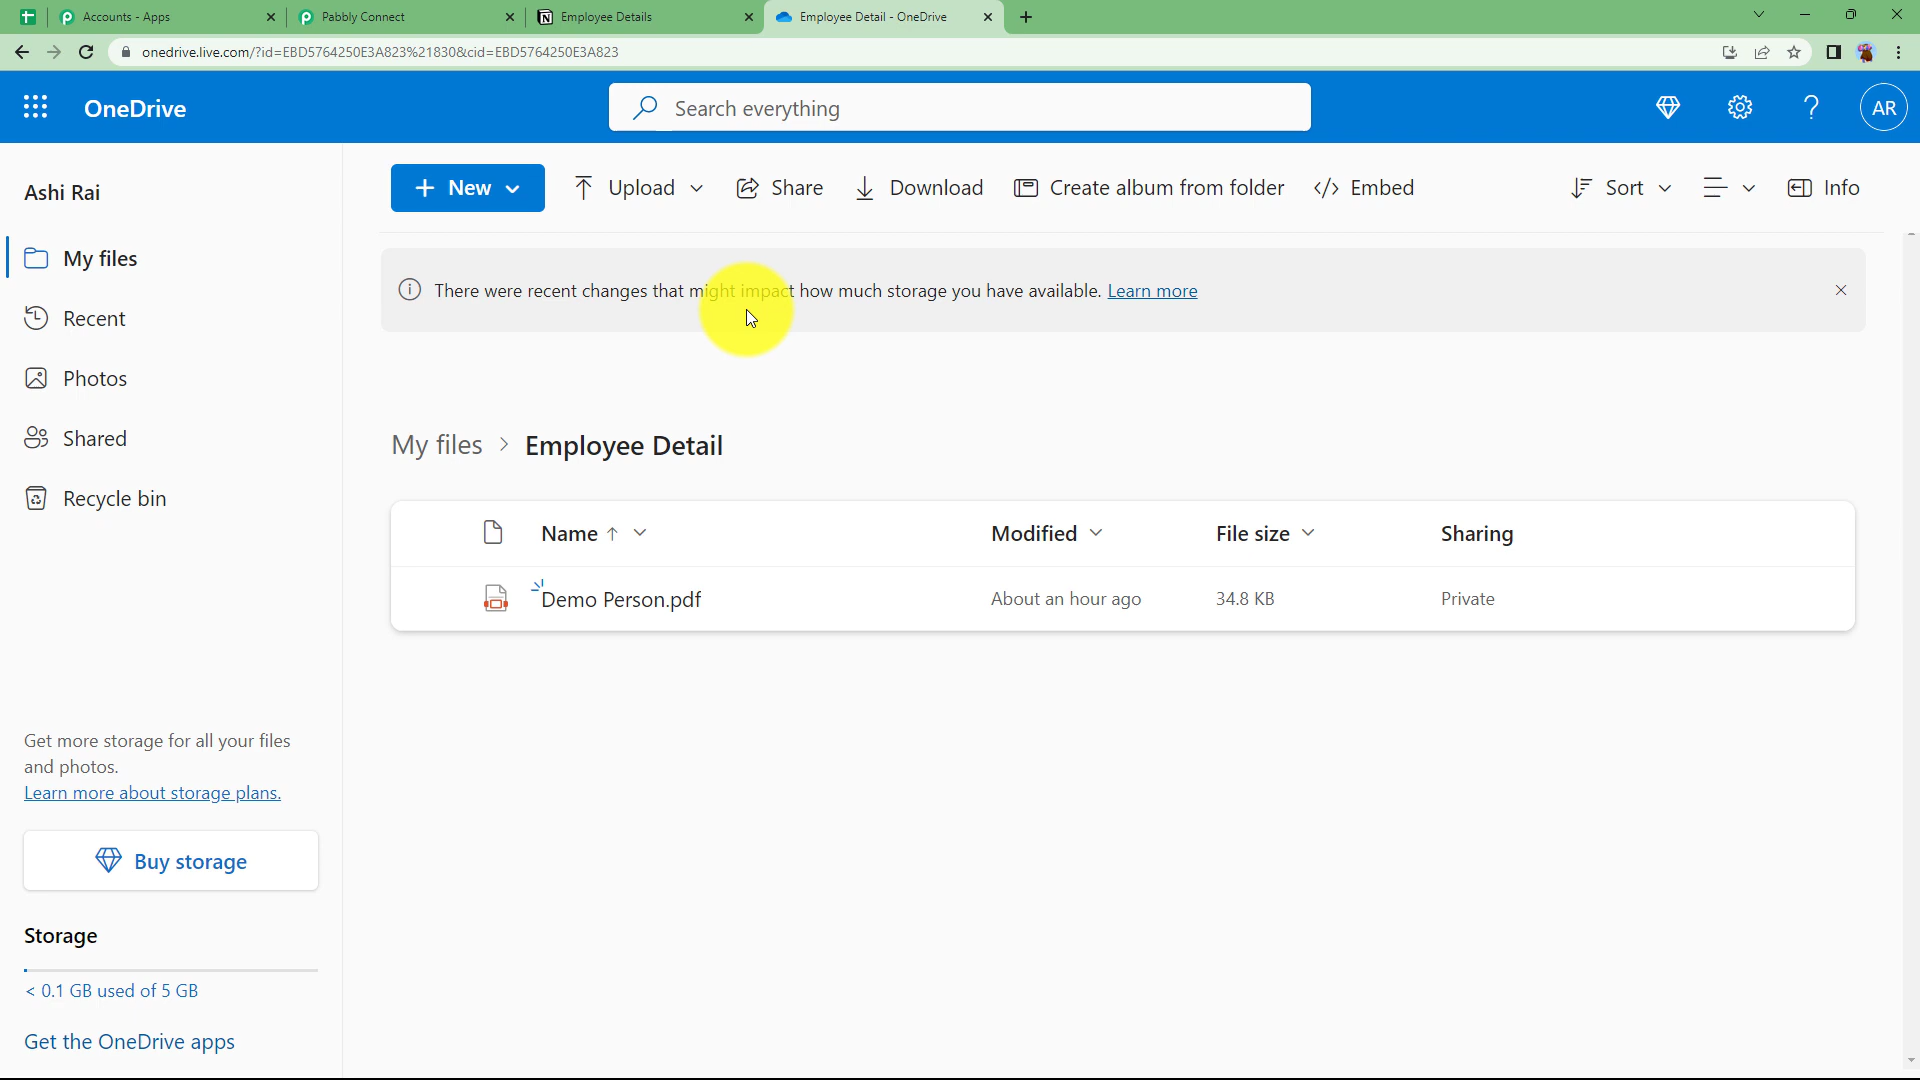 Accounts - Apps
Pabbly Connect
Employee Details
Employee Detail - OneDrive
onedrive.live.com/?id=EBD5764250E3A823%21830&cid=EBD5764250E3A823
OneDrive
Search everything
AR
Ashi Rai
My files
Recent
Photos
Shared
Recycle bin
Get more storage for all your files
and photos.
Learn more about storage plans.
Buy storage
Storage
< 0.1 GB used of 5 GB
Get the OneDrive apps
New
Upload
Share
Download
Create album from folder
</> Embed
Sort
Info
There were recent changes that might impact how much storage you have available. Learn more
My files > Employee Detail
Name Modified File size Sharing
Demo Person.pdf About an hour ago 34.8 KB Private